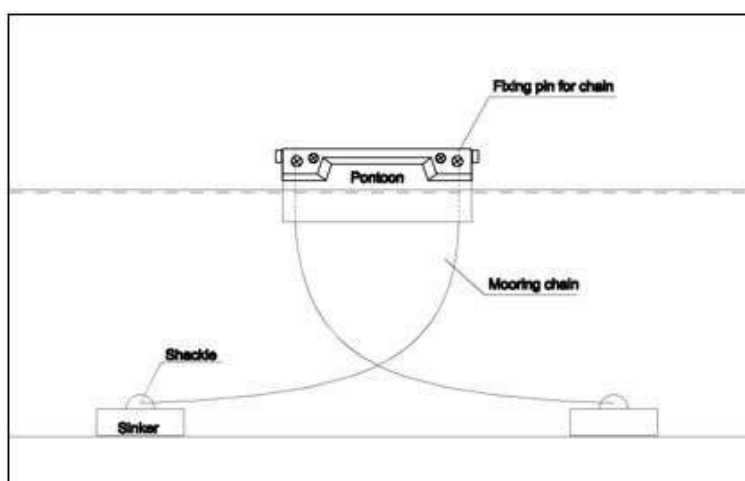 Fixing pin for chain
Pontoon
Mooring chain
Shackle
Sinker